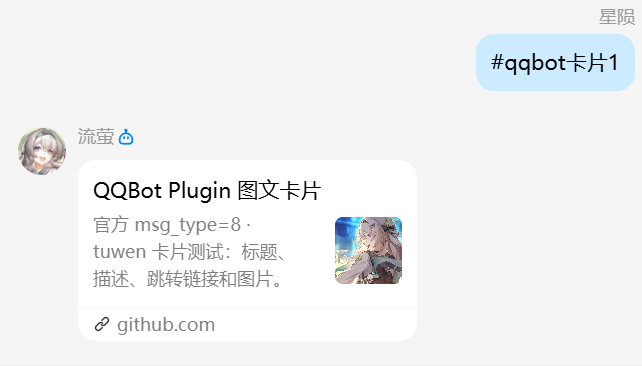 星陨
#qqbot卡片1
流萤
QQBot Plugin 图文卡片
官方 msg_type=8 ·
tuwen 卡片测试：标题、
描述、跳转链接和图片。
github.com